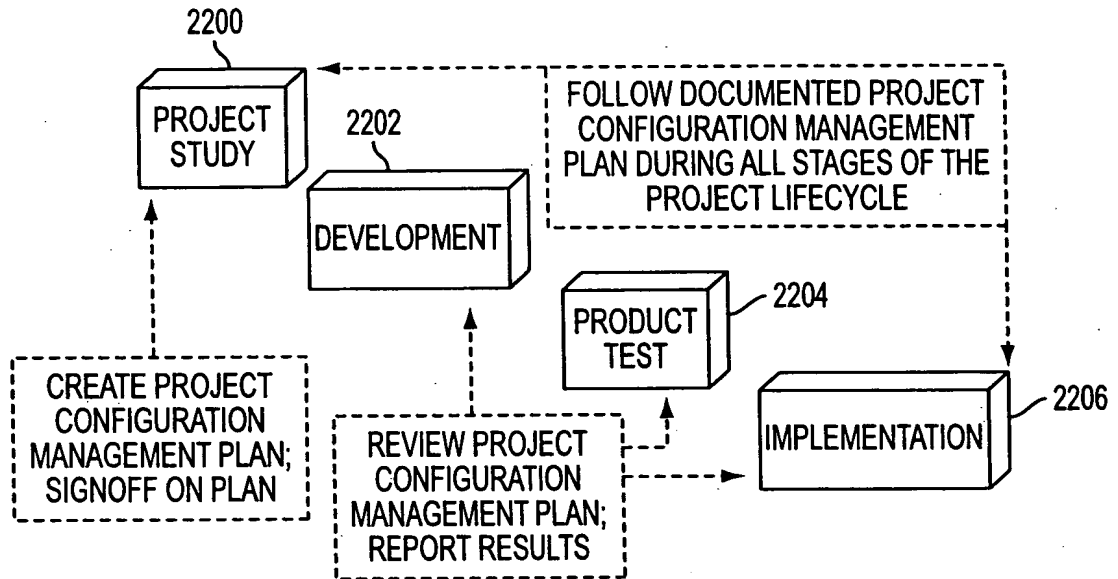 2200
PROJECT
STUDY
2202
DEVELOPMENT
FOLLOW DOCUMENTED PROJECT
CONFIGURATION MANAGEMENT
PLAN DURING ALL STAGES OF THE
PROJECT LIFECYCLE
2204
PRODUCT
TEST
2206
IMPLEMENTATION
CREATE PROJECT
CONFIGURATION
MANAGEMENT PLAN;
SIGNOFF ON PLAN
REVIEW PROJECT
CONFIGURATION
MANAGEMENT PLAN;
REPORT RESULTS